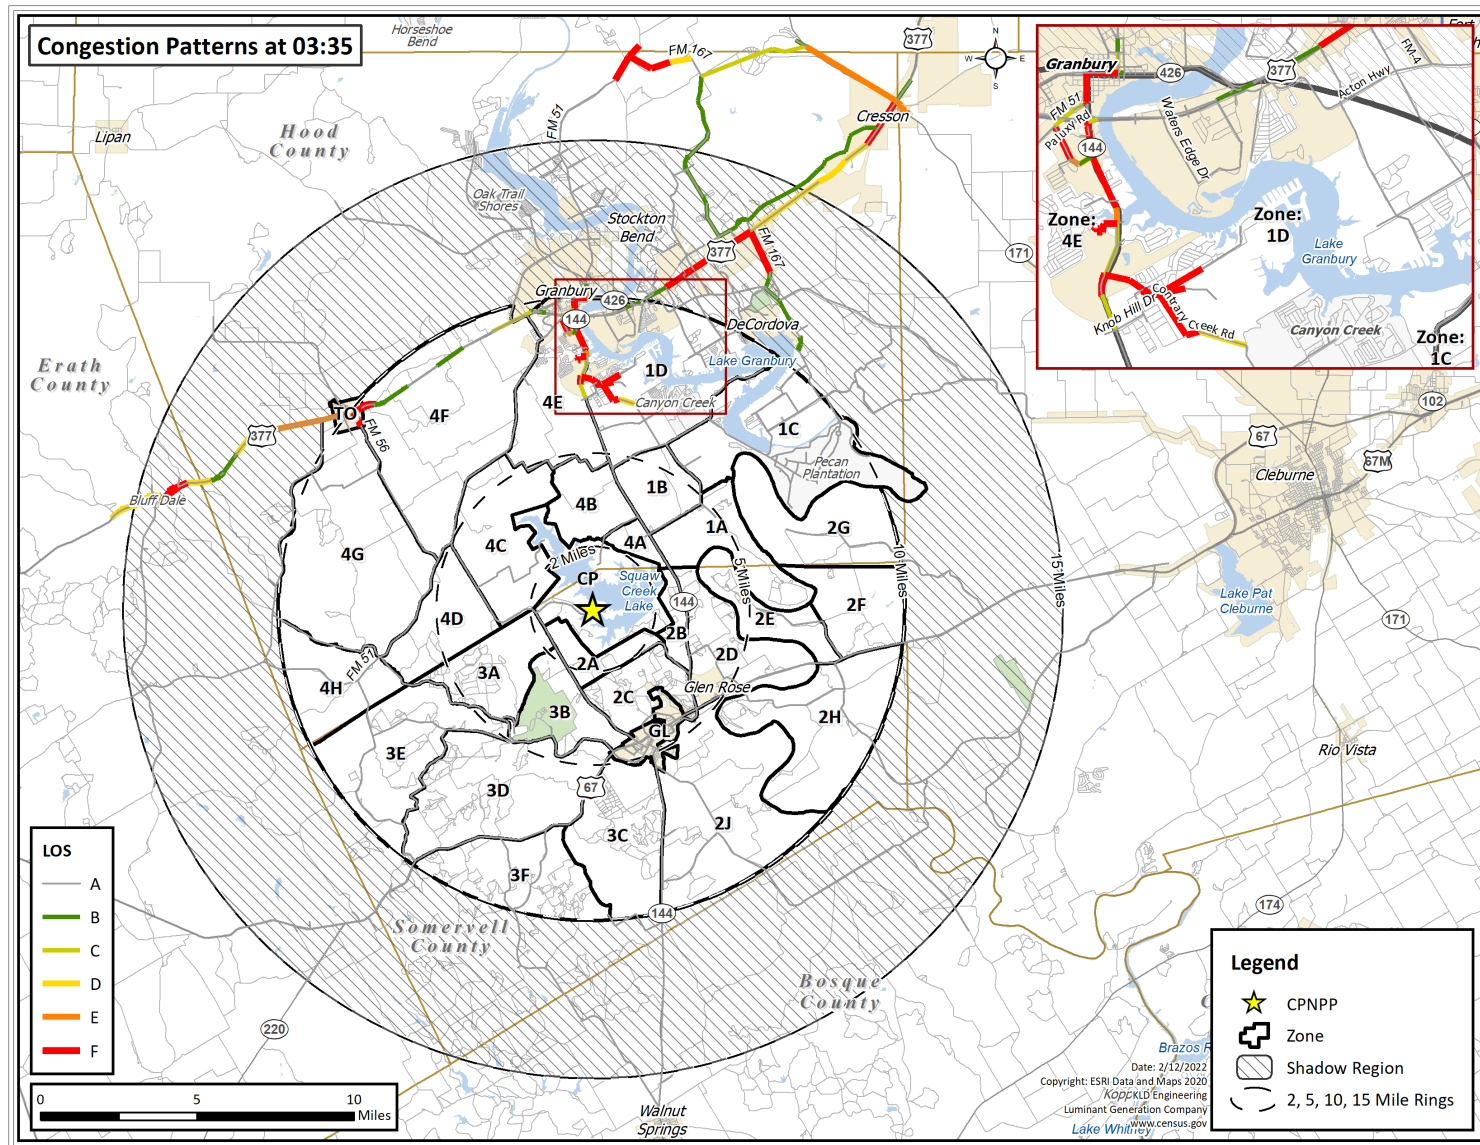 Congestion Patterns at 03:35
Horseshoe
Bend
377
N
W
E
S
FM 167
FM 51
Cresson
Lipan
Hood
County
Oak Trail
Shores
Stockton
Bend
377
FM 167
171
Granbury
426
144
DeCordova
Lake Granbury
1D
Canyon Creek
Erath
County
TO
4F
4E
1C
FM 56
377
Pecan
Plantation
Bluff Dale
1B
4B
1A
2G
4C
4A
4G
2 Miles
5 Miles
10 Miles
15 Miles
CP
Squaw
Creek
Lake
144
2F
2E
4D
2B
2D
2A
FM 51
3A
4H
2C
Glen Rose
3B
2H
GL
3E
67
3D
3C
2J
3F
144
Somervell
County
Bosque
County
220
Walnut
Springs
Granbury
426
377
FM 4
Acton Hwy
FM 51
Paluxy Rd
144
Waters Edge Dr
Zone:
4E
Zone:
1D
Lake
Granbury
Knob Hill Dr
Contrary Creek Rd
Canyon Creek
Zone:
1C
102
67
67M
Cleburne
Lake Pat
Cleburne
171
Rio Vista
174
LOS
A
B
C
D
E
F
0
5
10
Miles
Legend
CPNPP
Zone
Shadow Region
2, 5, 10, 15 Mile Rings
Date: 2/12/2022
Copyright: ESRI Data and Maps 2020
KLD Engineering
Luminant Generation Company
www.census.gov